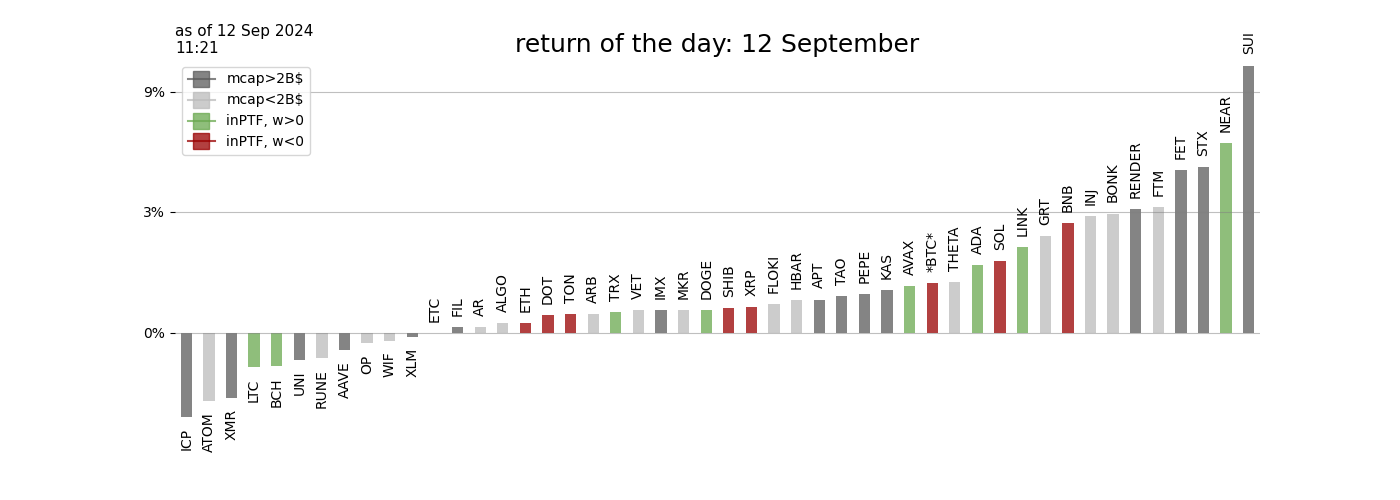 as of 12 Sep 2024
11:21
return of the day: 12 September
mcap>2B$
mcap<2B$
inPTF, w>0
inPTF, w<0
9%
3%
0%
ICP
ATOM
XMR
LTC
BCH
UNI
RUNE
AAVE
OP
WIF
XLM
ETC
FIL
AR
ALGO
ETH
DOT
TON
ARB
TRX
VET
IMX
MKR
DOGE
SHIB
XRP
FLOKI
HBAR
APT
TAO
PEPE
KAS
AVAX
*BTC*
THETA
ADA
SOL
LINK
GRT
BNB
INJ
BONK
RENDER
FTM
FET
STX
NEAR
SUI